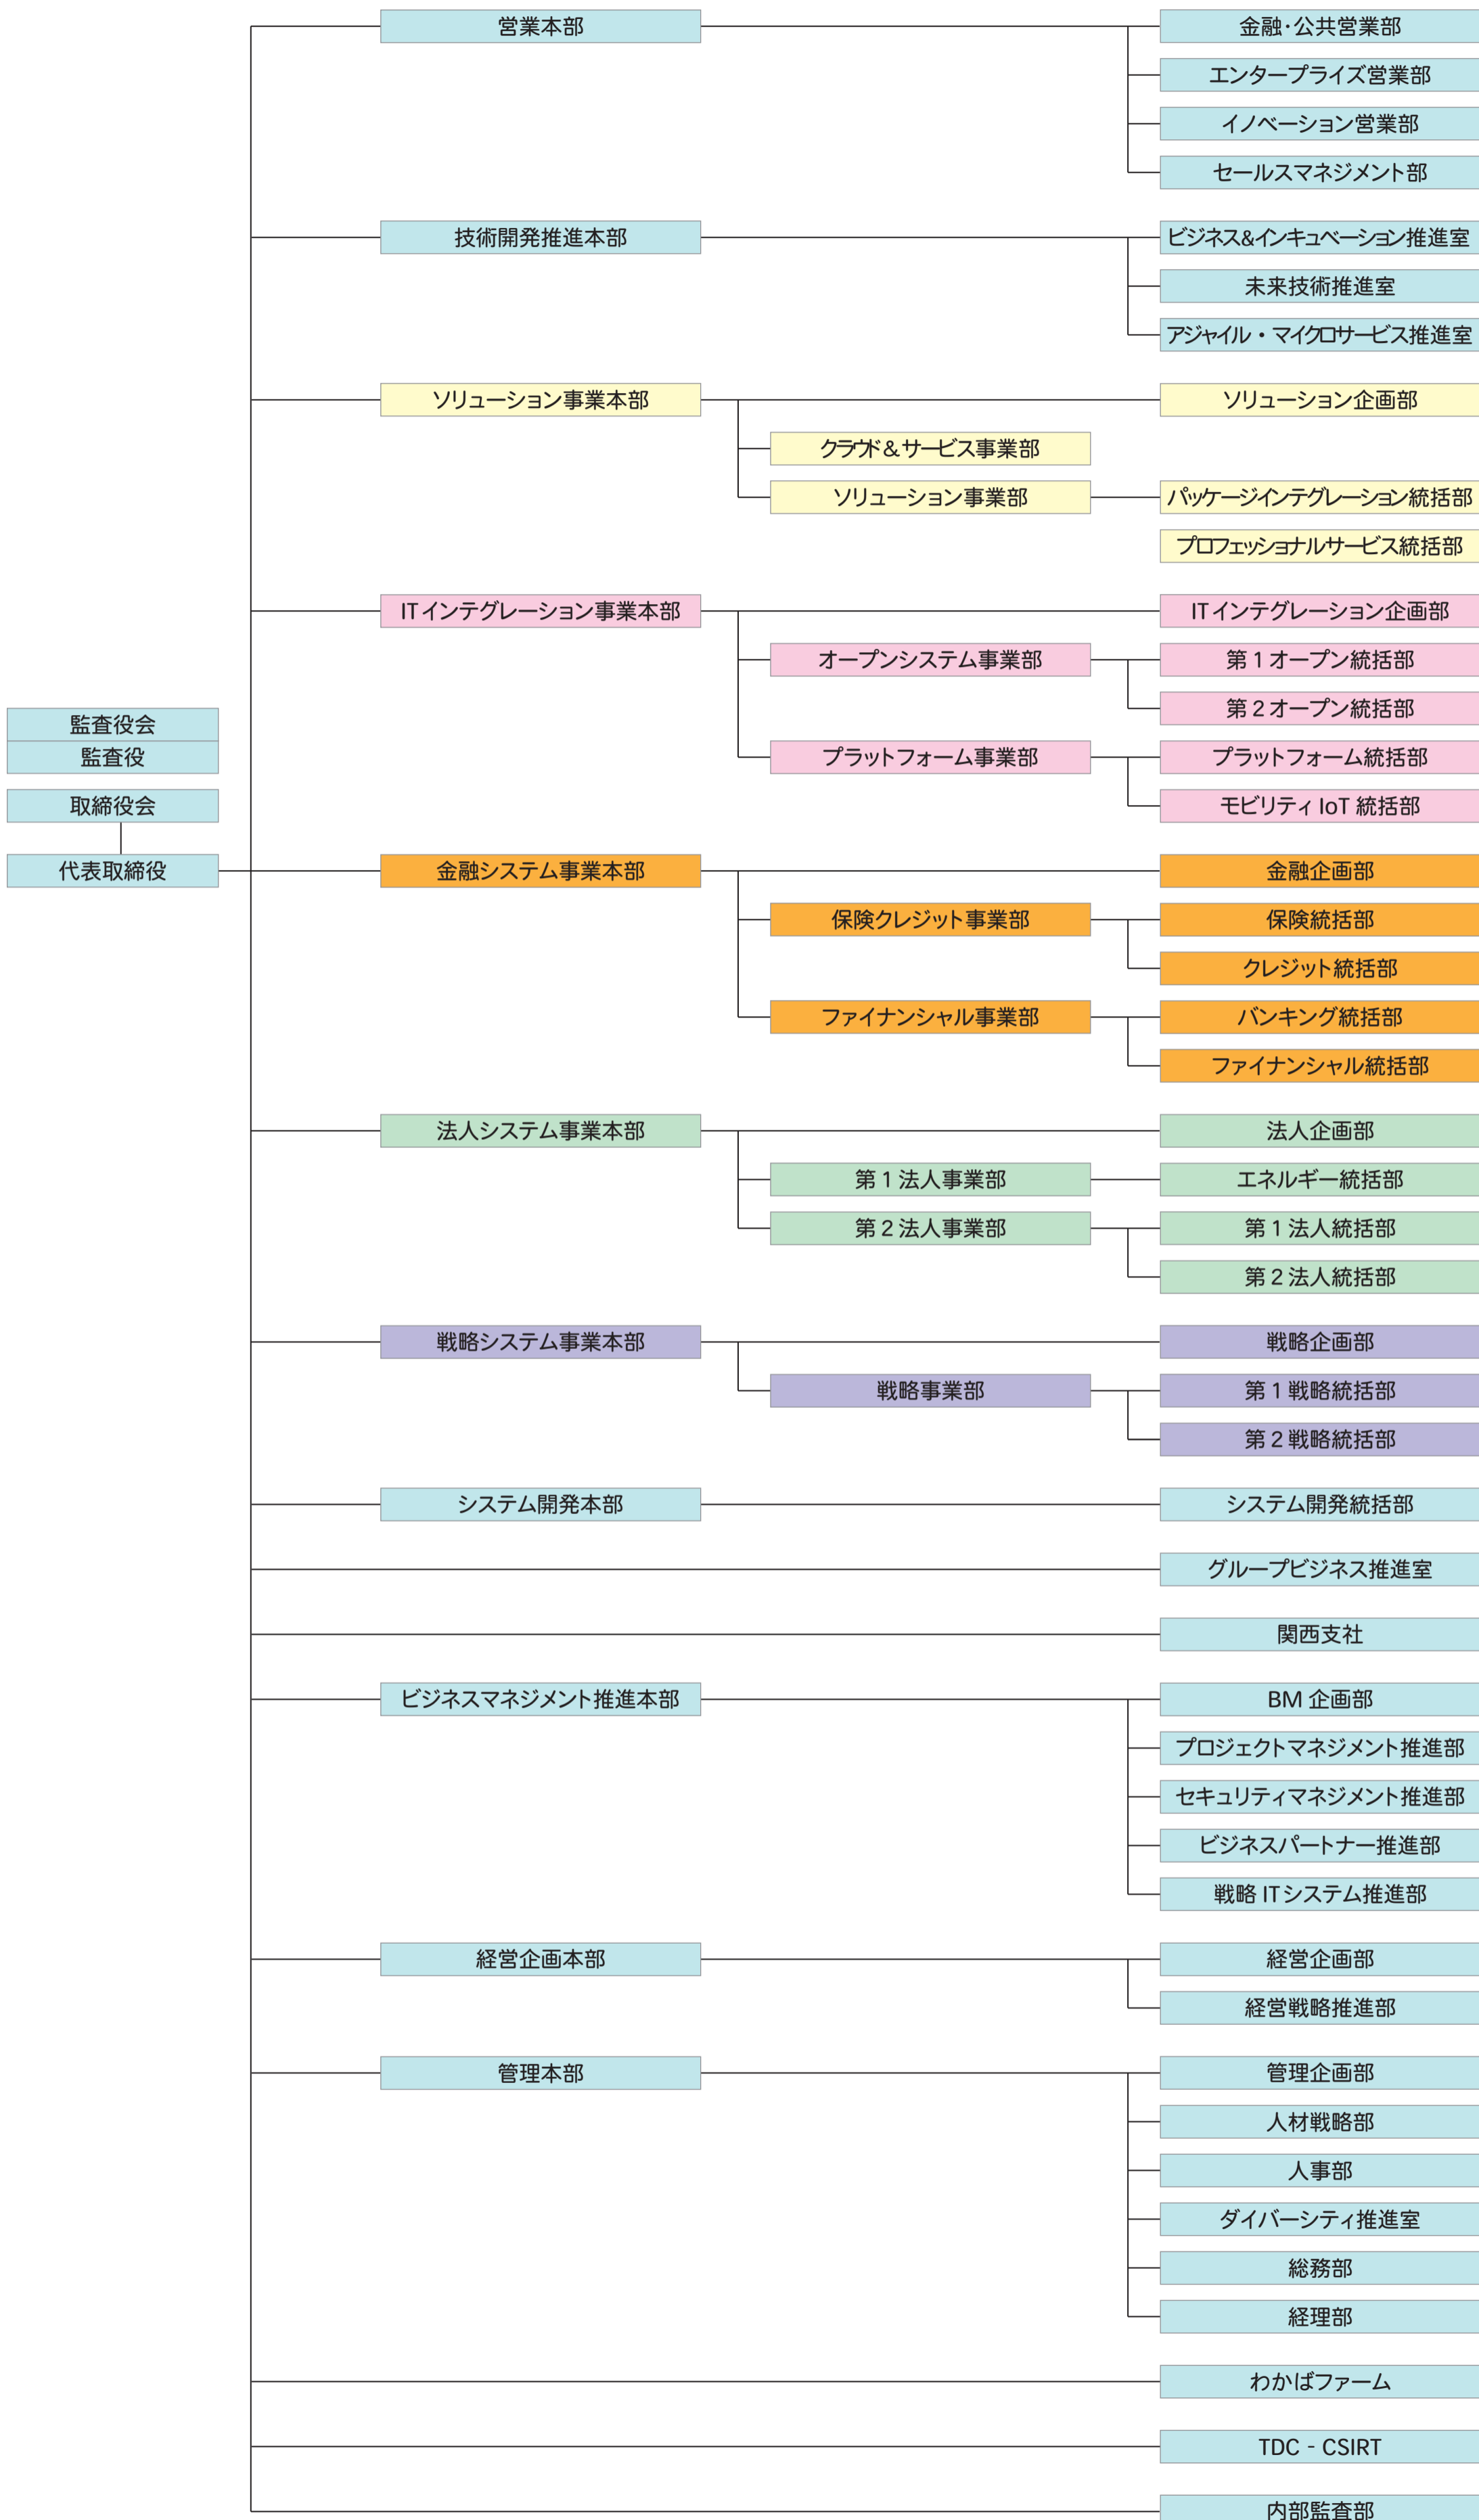 営業本部
金融・公共営業部
エンタープライズ営業部
イノベーション営業部
セールスマネジメント部
技術開発推進本部
ビジネス&インキュベーション推進室
未来技術推進室
アジャイル・マイクロサービス推進室
ソリューション事業本部
ソリューション企画部
クラウド&サービス事業部
ソリューション事業部
パッケージインテグレーション統括部
プロフェッショナルサービス統括部
ITインテグレーション事業本部
ITインテグレーション企画部
オープンシステム事業部
第1オープン統括部
第2オープン統括部
プラットフォーム事業部
プラットフォーム統括部
モビリティIoT統括部
監査役会
監査役
取締役会
代表取締役
金融システム事業本部
金融企画部
保険クレジット事業部
保険統括部
クレジット統括部
ファイナンシャル事業部
バンキング統括部
ファイナンシャル統括部
法人システム事業本部
法人企画部
第1法人事業部
エネルギー統括部
第2法人事業部
第1法人統括部
第2法人統括部
戦略システム事業本部
戦略企画部
戦略事業部
第1戦略統括部
第2戦略統括部
システム開発本部
システム開発統括部
グループビジネス推進室
関西支社
ビジネスマネジメント推進本部
BM企画部
プロジェクトマネジメント推進部
セキュリティマネジメント推進部
ビジネスパートナー推進部
戦略ITシステム推進部
経営企画本部
経営企画部
経営戦略推進部
管理本部
管理企画部
人材戦略部
人事部
ダイバーシティ推進室
総務部
経理部
わかばファーム
TDC - CSIRT
内部監査部